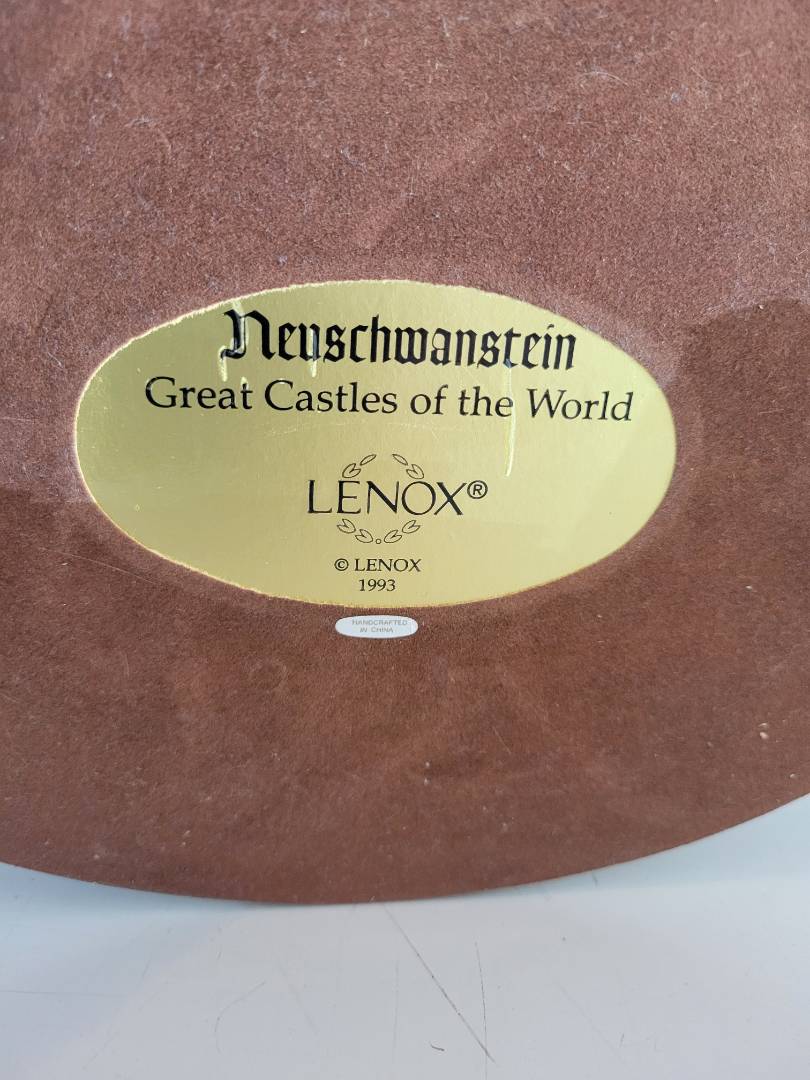 Neuschwanstein
Great Castles of the World
LENOX®
© LENOX
1993
HANDCRAFTED
IN CHINA